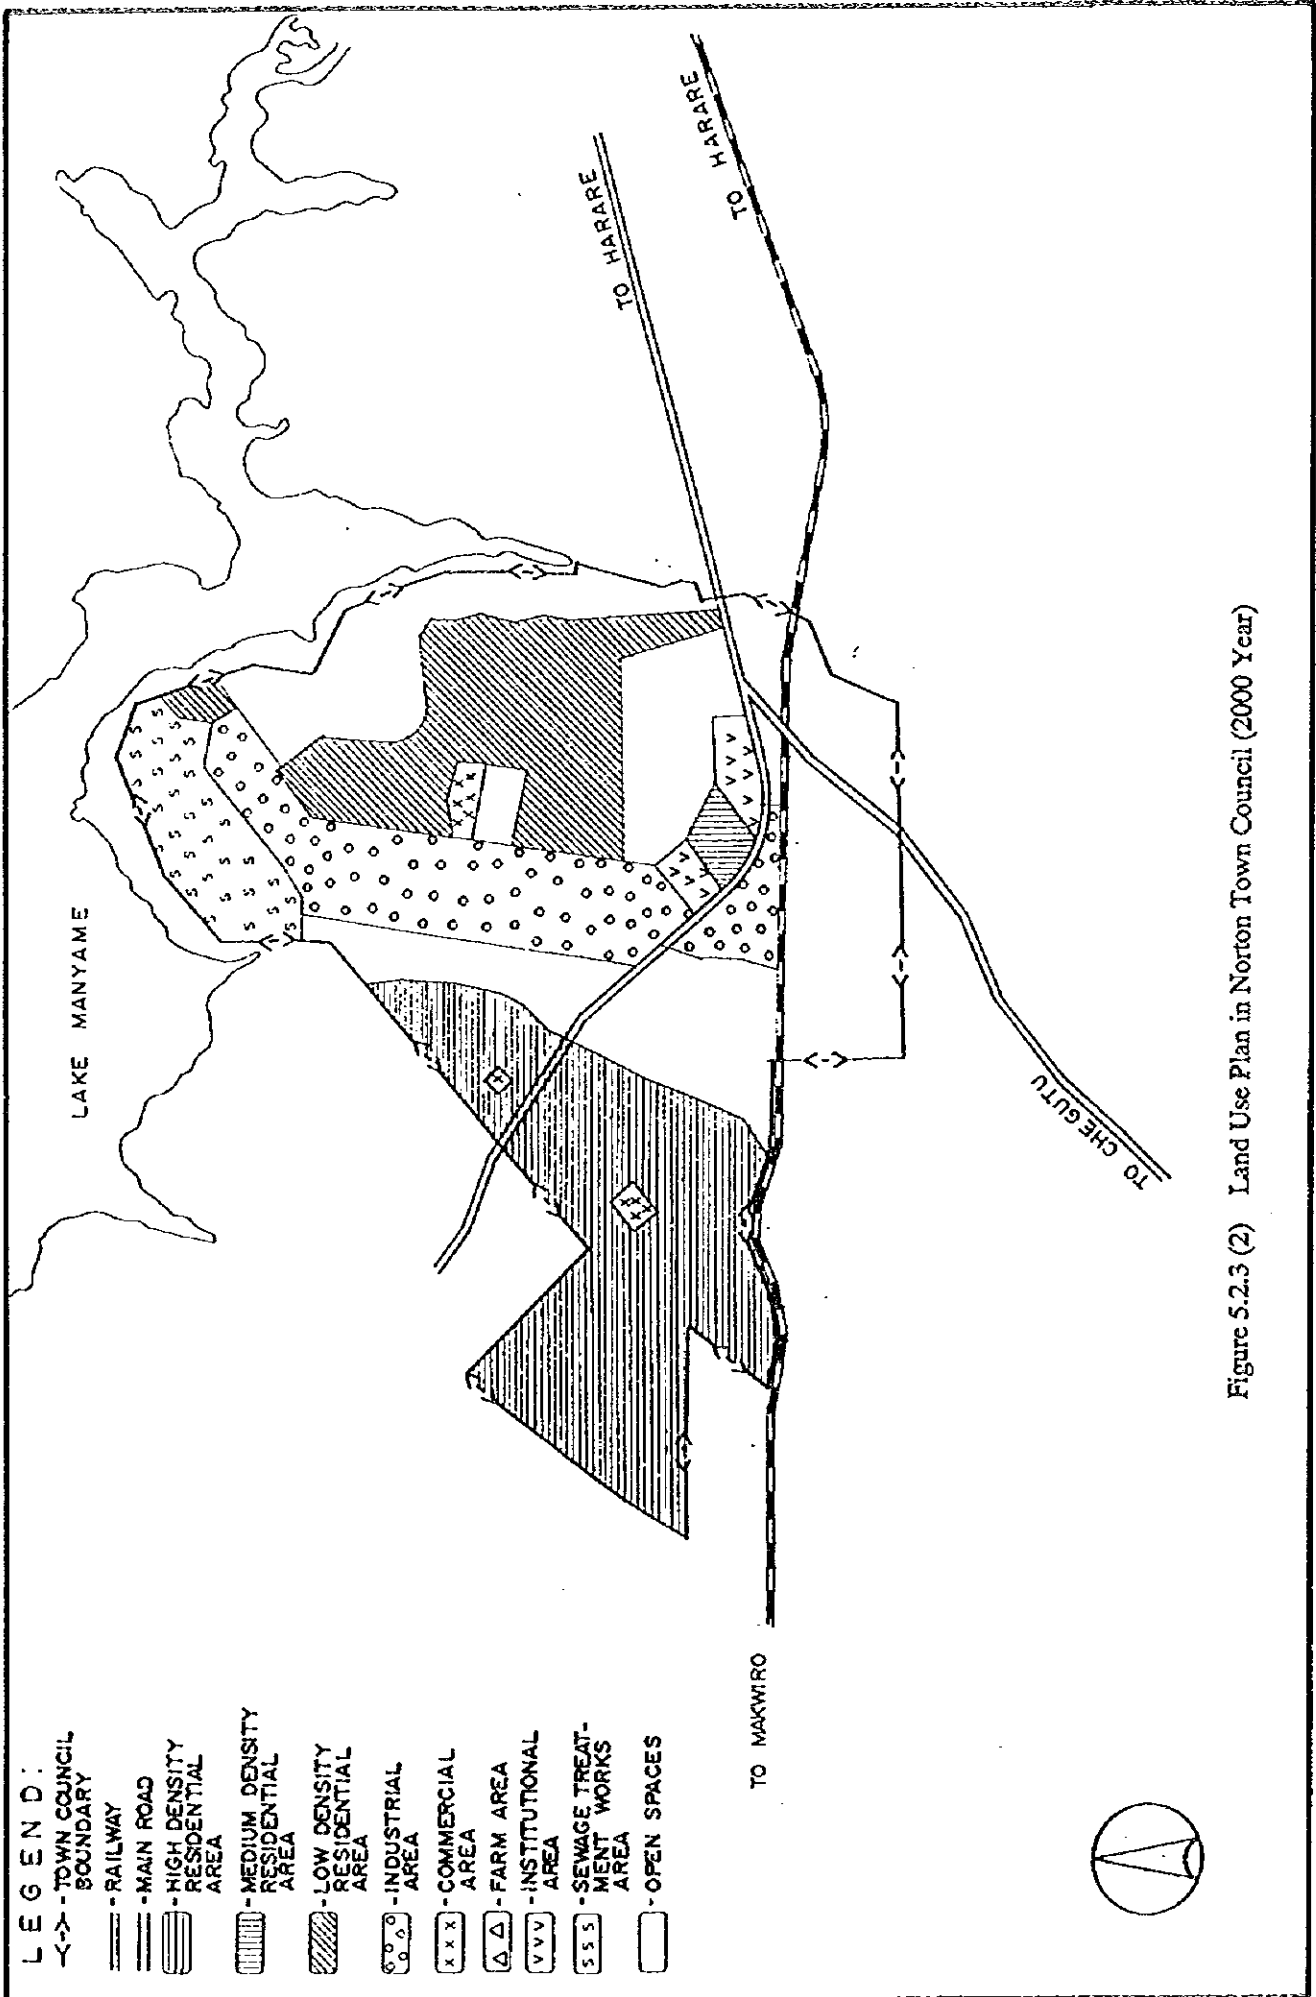 LEGEND:
<-> - TOWN COUNCIL
BOUNDARY
- RAILWAY
- MAIN ROAD
- HIGH DENSITY
RESIDENTIAL
AREA
- MEDIUM DENSITY
RESIDENTIAL
AREA
- LOW DENSITY
RESIDENTIAL
AREA
- INDUSTRIAL
AREA
x x x - COMMERCIAL
AREA
- FARM AREA
V V V - INSTITUTIONAL
AREA
S S S - SEWAGE TREAT-
MENT WORKS
AREA
- OPEN SPACES
LAKE MANYAME
TO HARARE
TO HARARE
TO MAKWIRO
TO CHEGUTU
Figure 5.2.3 (2) Land Use Plan in Norton Town Council (2000 Year)